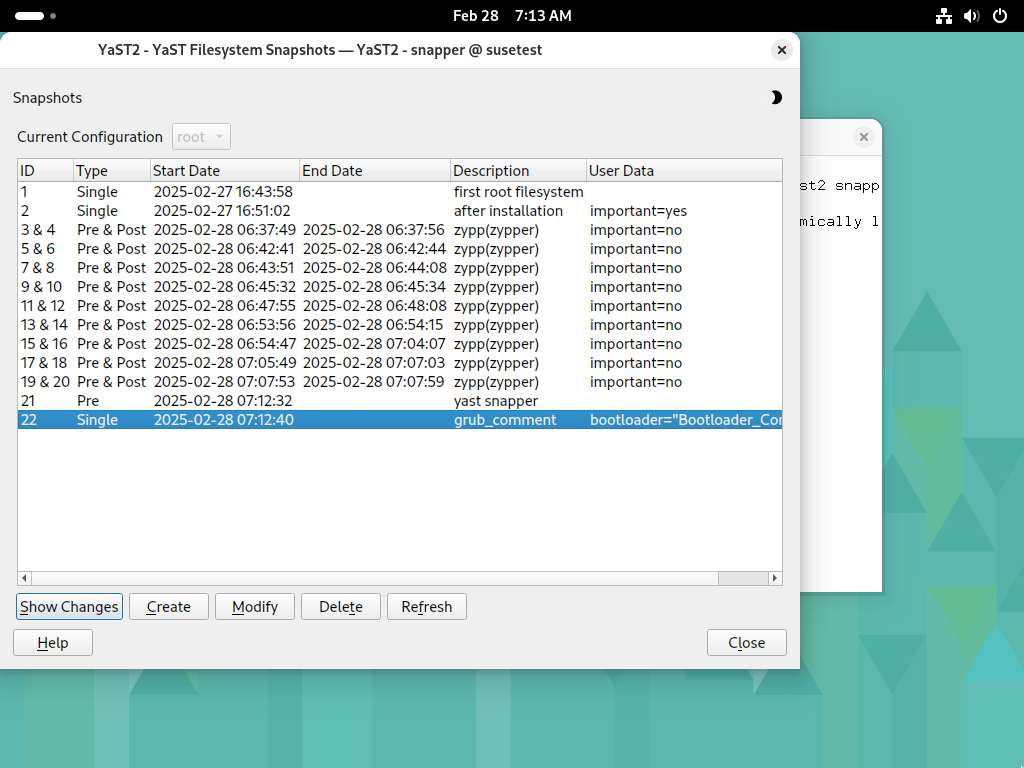 Feb 28 7:13 AM
YaST2 - YaST Filesystem Snapshots — YaST2 - snapper @ susetest
Snapshots
Current Configuration root
ID Type Start Date End Date Description User Data
1 Single 2025-02-27 16:43:58 first root filesystem
2 Single 2025-02-27 16:51:02 after installation important=yes
3 & 4 Pre & Post 2025-02-28 06:37:49 2025-02-28 06:37:56 zypp(zypper) important=no
5 & 6 Pre & Post 2025-02-28 06:42:41 2025-02-28 06:42:44 zypp(zypper) important=no
7 & 8 Pre & Post 2025-02-28 06:43:51 2025-02-28 06:44:08 zypp(zypper) important=no
9 & 10 Pre & Post 2025-02-28 06:45:32 2025-02-28 06:45:34 zypp(zypper) important=no
11 & 12 Pre & Post 2025-02-28 06:47:55 2025-02-28 06:48:08 zypp(zypper) important=no
13 & 14 Pre & Post 2025-02-28 06:53:56 2025-02-28 06:54:15 zypp(zypper) important=no
15 & 16 Pre & Post 2025-02-28 06:54:47 2025-02-28 07:04:07 zypp(zypper) important=no
17 & 18 Pre & Post 2025-02-28 07:05:49 2025-02-28 07:07:03 zypp(zypper) important=no
19 & 20 Pre & Post 2025-02-28 07:07:53 2025-02-28 07:07:59 zypp(zypper) important=no
21 Pre 2025-02-28 07:12:32 yast snapper
22 Single 2025-02-28 07:12:40 grub_comment bootloader="Bootloader_Cor
Show Changes Create Modify Delete Refresh
Help Close
st2 snapp
mically l